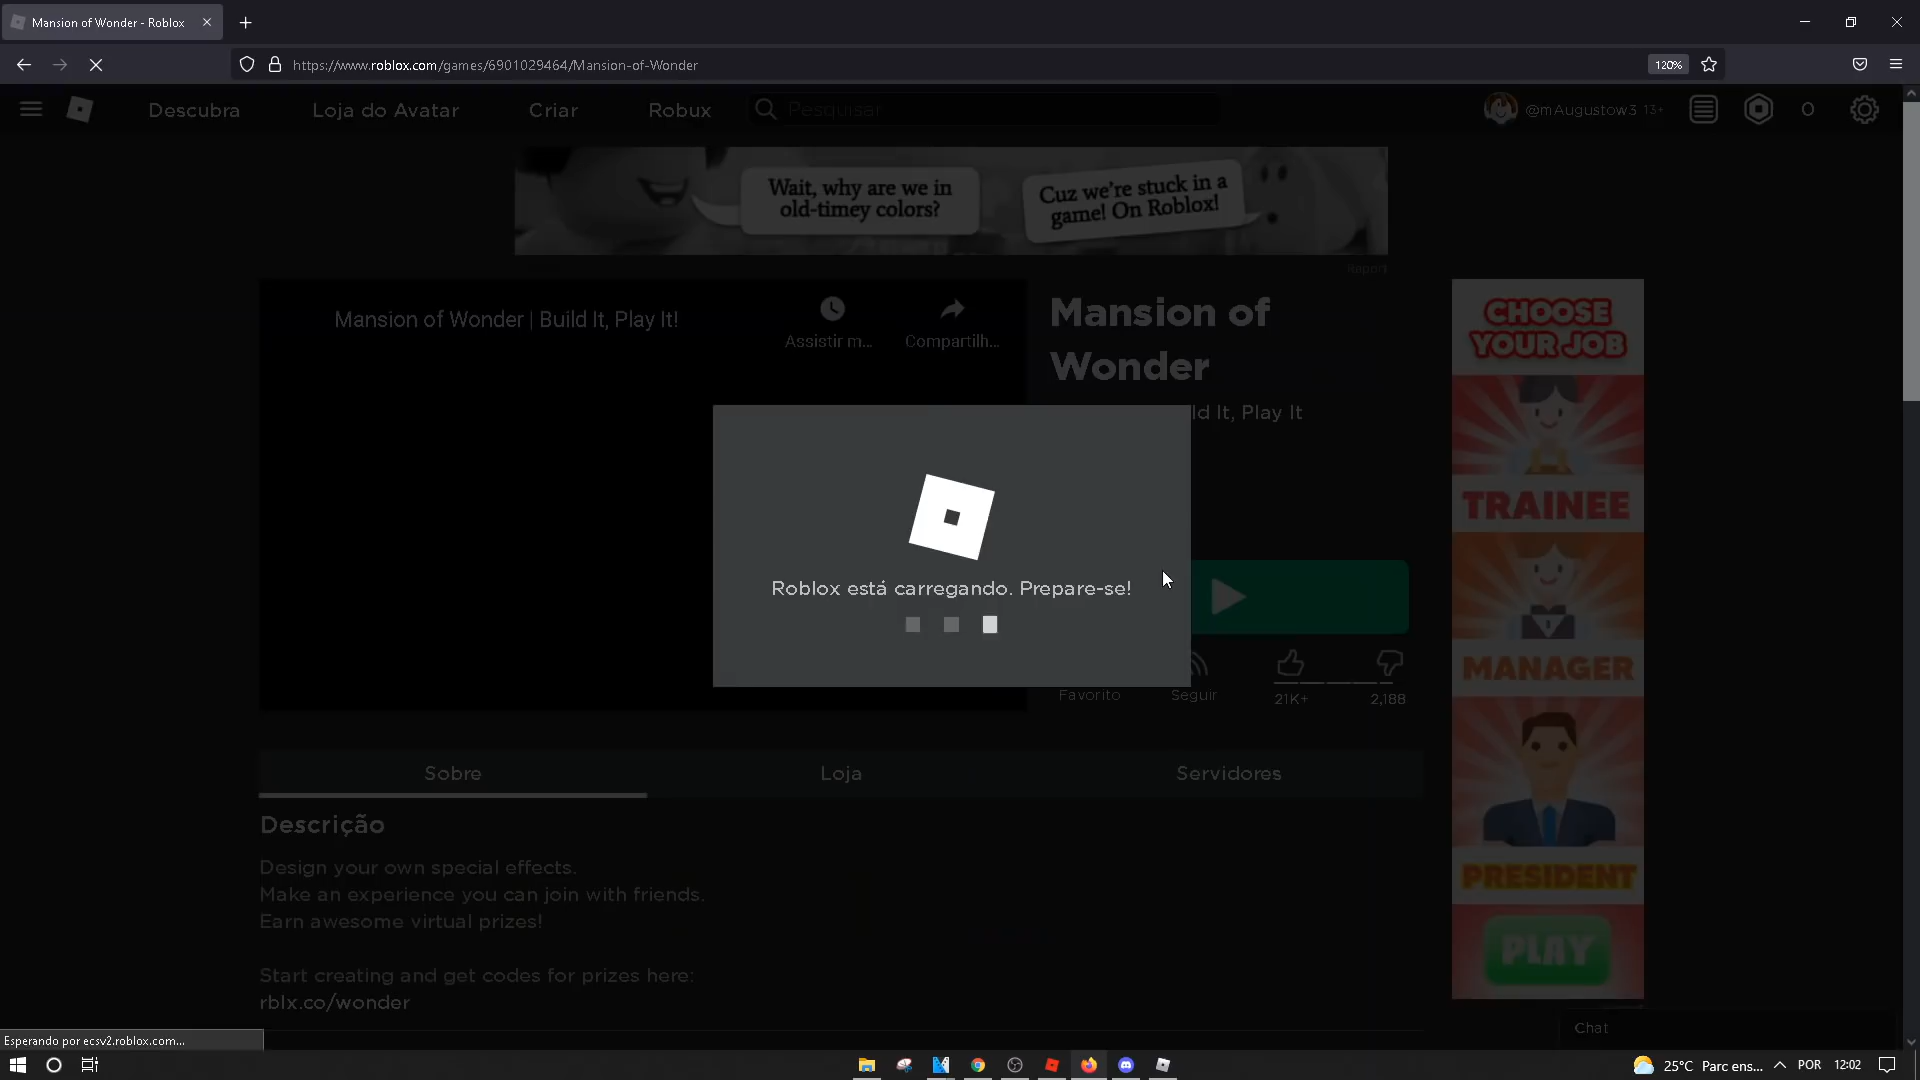 Mansion of Wonder - Roblox
https://www.roblox.com/games/6901029464/Mansion-of-Wonder
120%
Descubra
Loja do Avatar
Criar
Robux
Pesquisar
@mAugustow3 13+
0
Wait, why are we in
old-timey colors?
Cuz we're stuck in a
game! On Roblox!
Report
Mansion of Wonder | Build It, Play It!
Assistir m...
Compartilh...
Mansion of
Wonder
ld It, Play It
Roblox está carregando. Prepare-se!
Favorito
Seguir
21K+
2,188
CHOOSE
YOUR JOB
TRAINEE
MANAGER
PRESIDENT
PLAY
Sobre
Loja
Servidores
Descrição
Design your own special effects.
Make an experience you can join with friends.
Earn awesome virtual prizes!
Start creating and get codes for prizes here:
rblx.co/wonder
Chat
Esperando por ecsv2.roblox.com...
25°C Parc ens...
POR
12:02